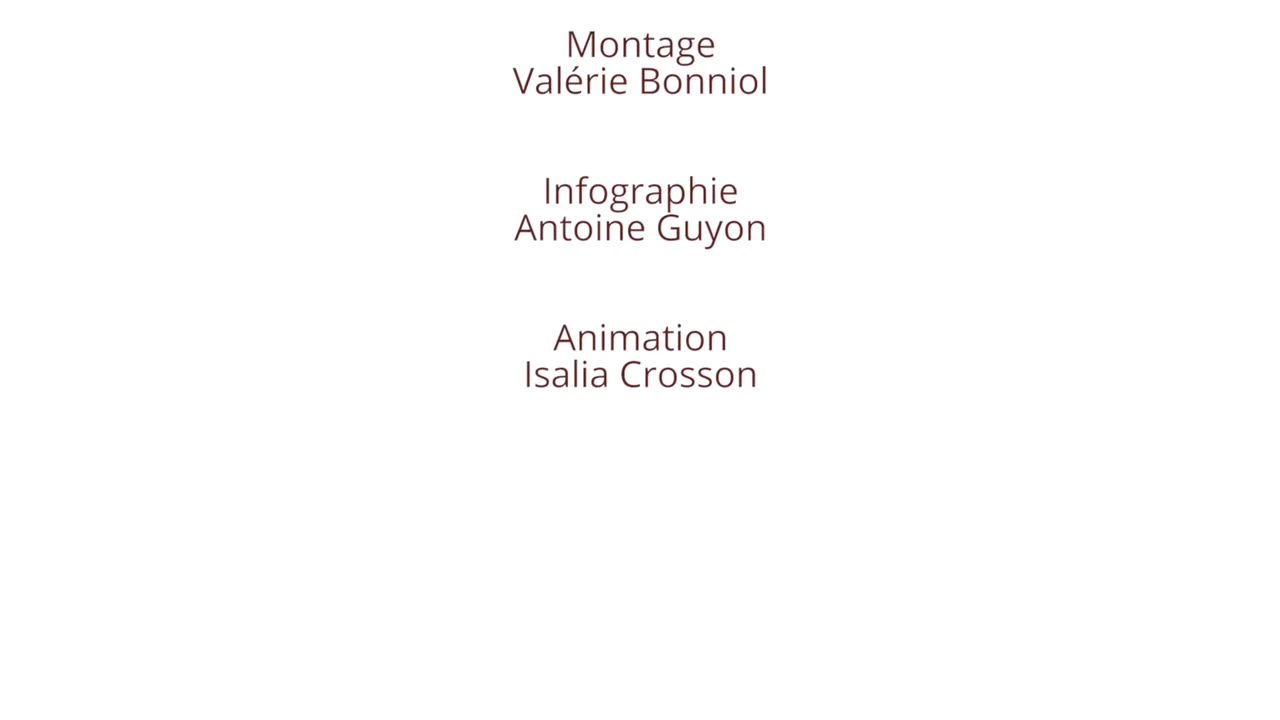 Montage
Valérie Bonniol
Infographie
Antoine Guyon
Animation
Isalia Crosson